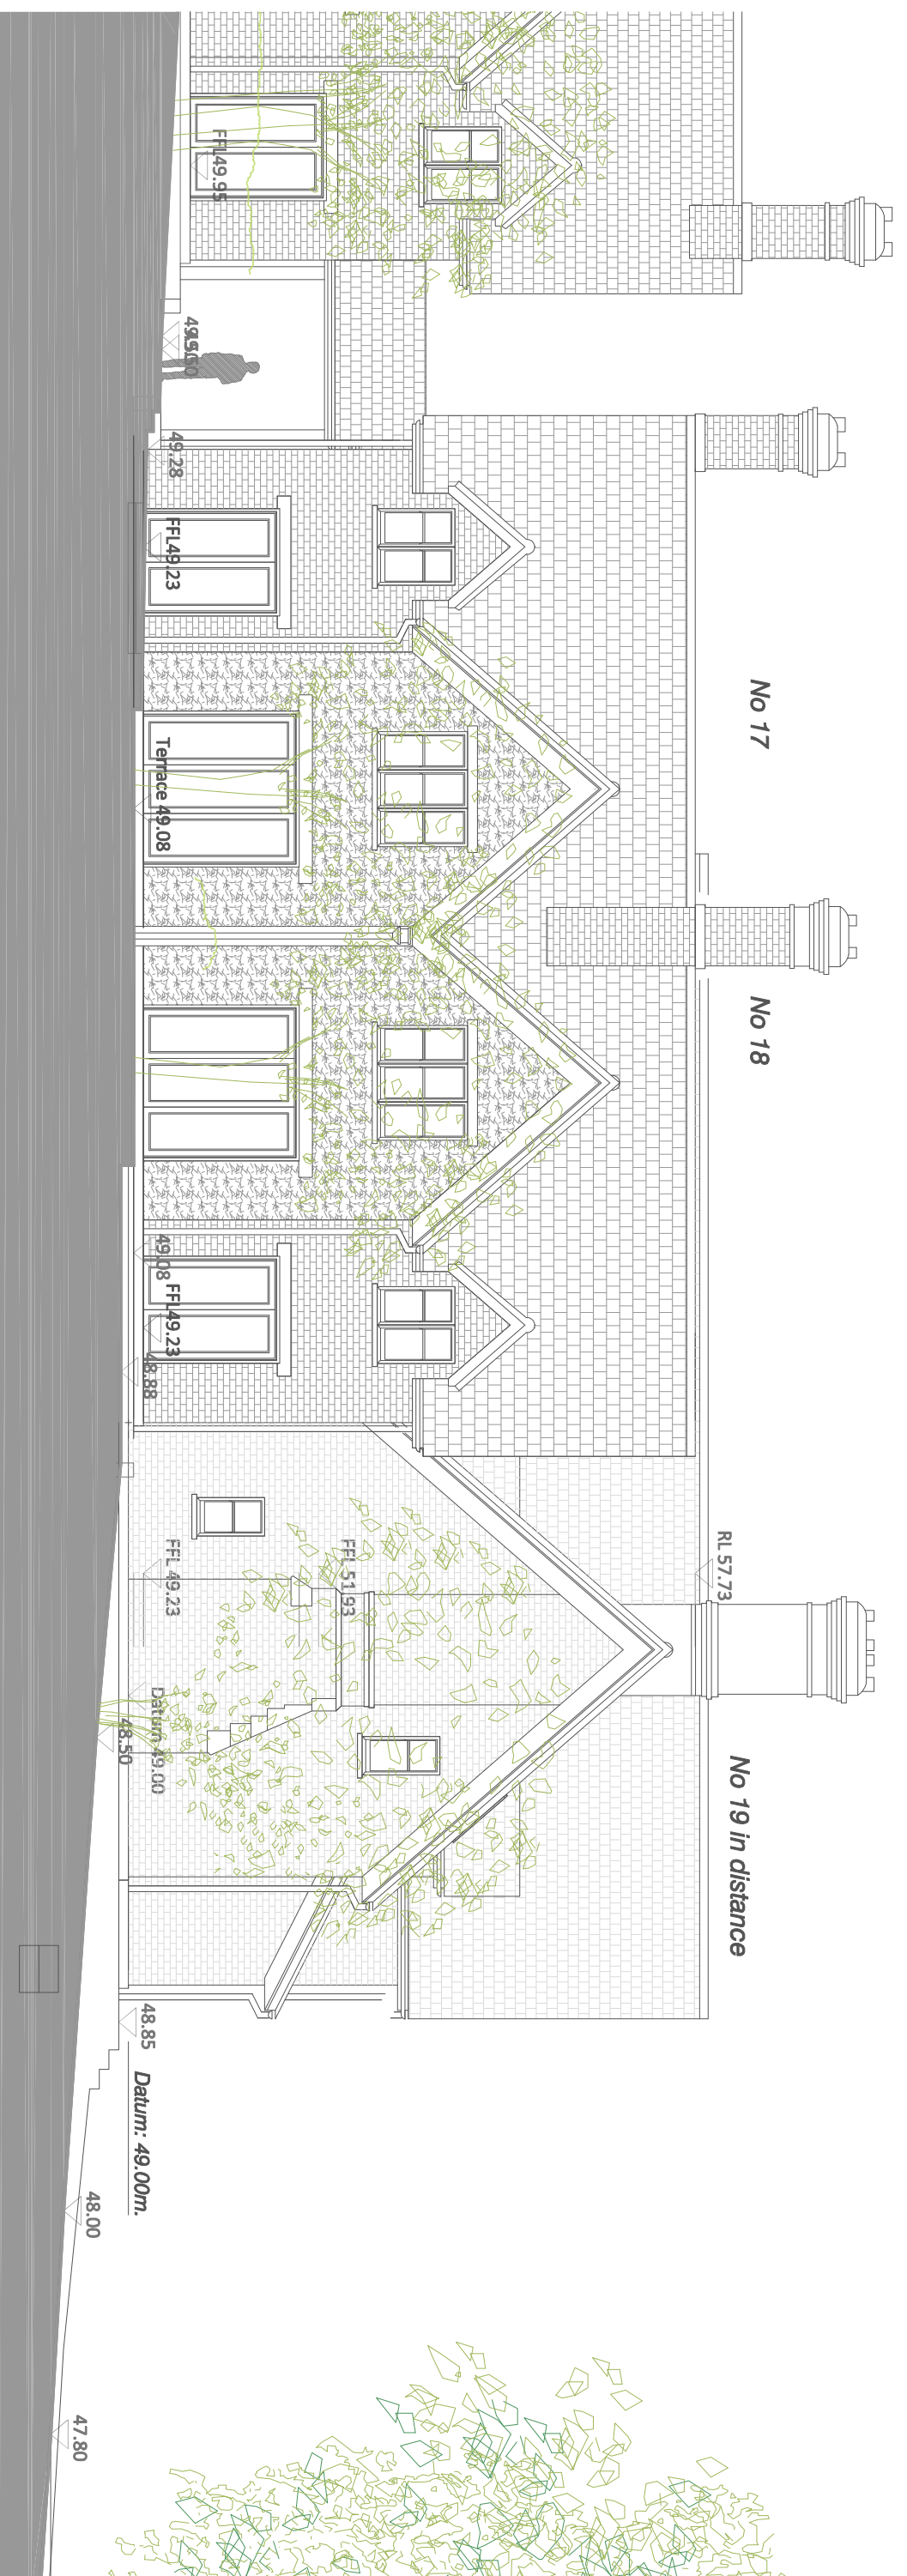 No 17
No 18
No 19 in distance
RL 57.73
FFL 51.93
FFL49.95
49.28
FFL49.23
Terrace 49.08
49.08
FFL49.23
48.88
FFL 49.23
Datum 49.00
48.50
48.85
Datum: 49.00m.
48.00
47.80